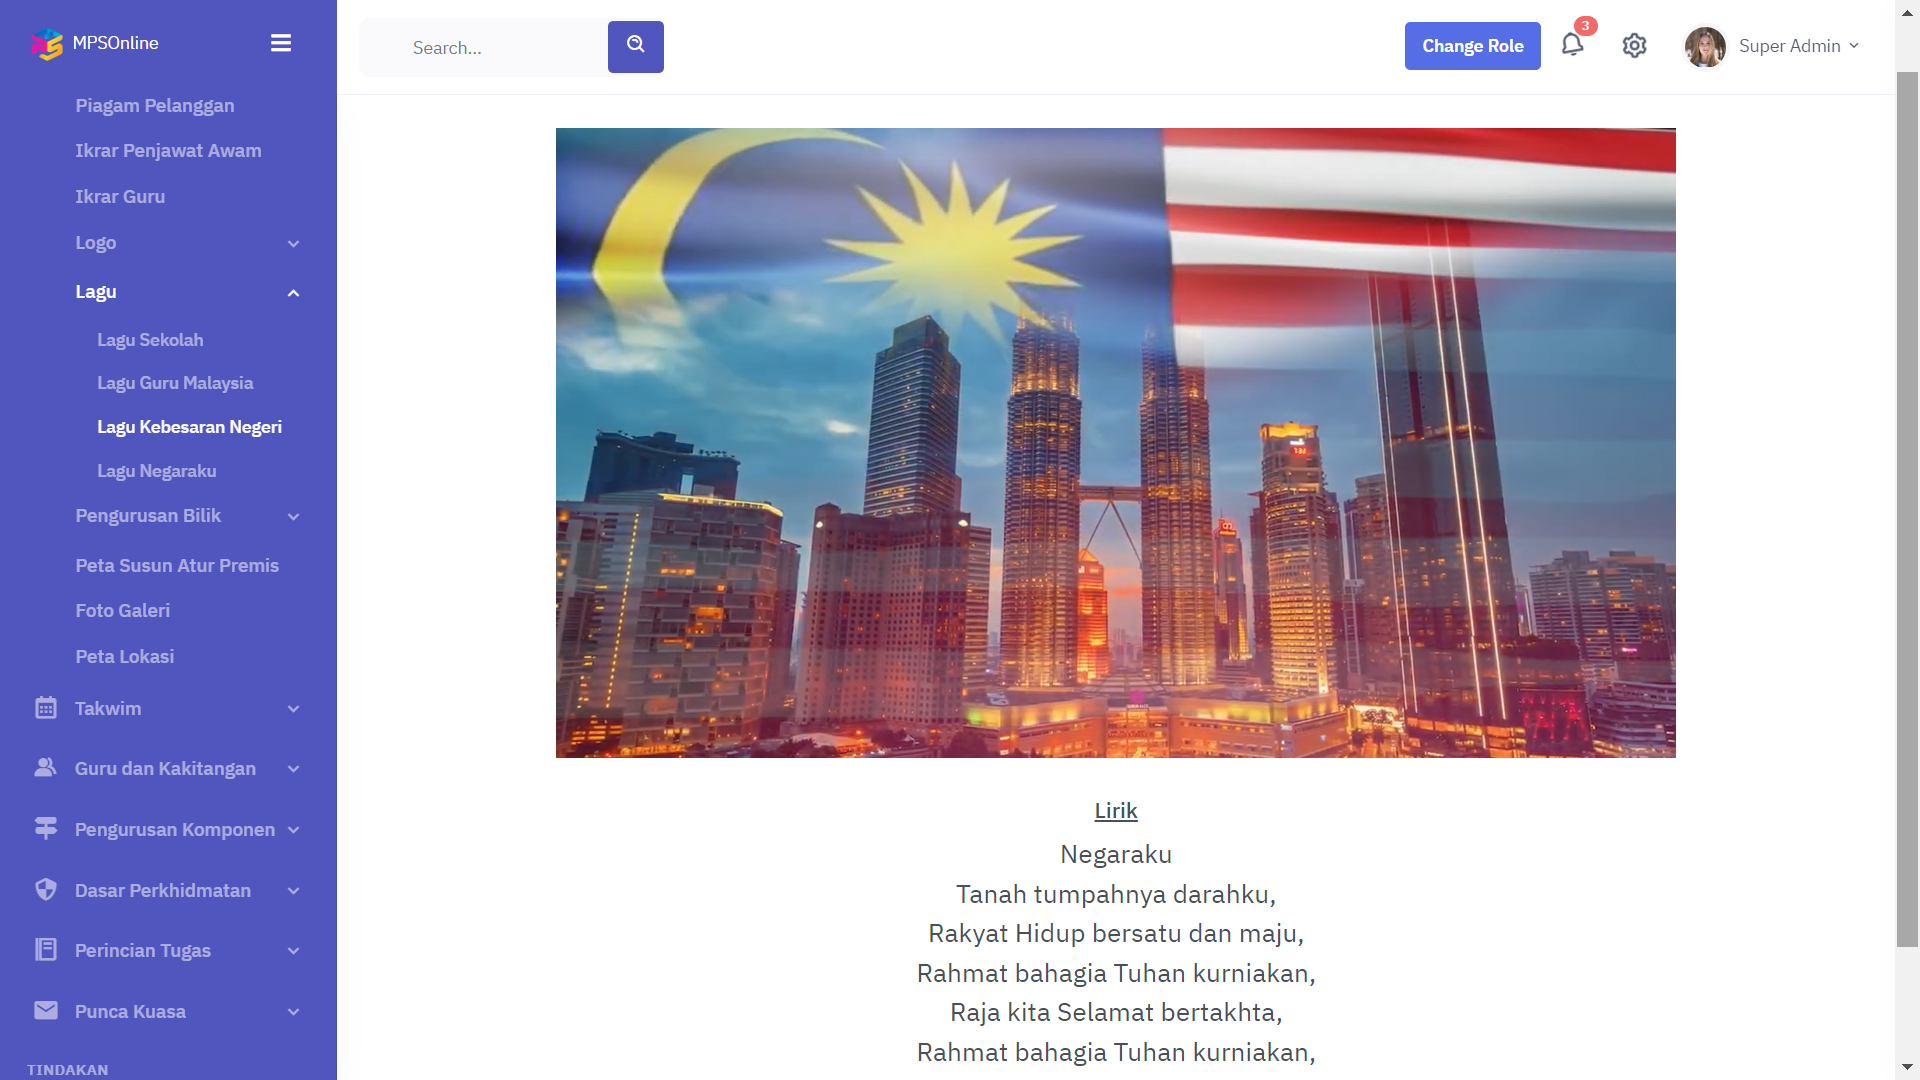 MPSOnline
Piagam Pelanggan
Ikrar Penjawat Awam
Ikrar Guru
Logo
Lagu
Lagu Sekolah
Lagu Guru Malaysia
Lagu Kebesaran Negeri
Lagu Negaraku
Pengurusan Bilik
Peta Susun Atur Premis
Foto Galeri
Peta Lokasi
Takwim
Guru dan Kakitangan
Pengurusan Komponen
Dasar Perkhidmatan
Perincian Tugas
Punca Kuasa
TINDAKAN
Search...
Change Role
3
Super Admin
Lirik
Negaraku
Tanah tumpahnya darahku,
Rakyat Hidup bersatu dan maju,
Rahmat bahagia Tuhan kurniakan,
Raja kita Selamat bertakhta,
Rahmat bahagia Tuhan kurniakan,